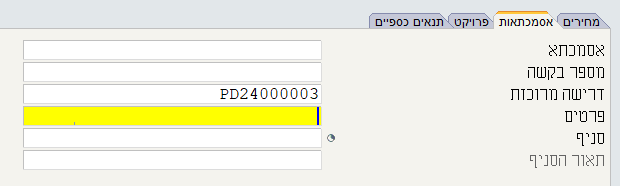 מחירים אסמכתאות פרויקט תנאים כספיים
אסמכתא
מספר בקשה
דרישה מרוכזת PD24000003
פרטים
סניף
תאור הסניף